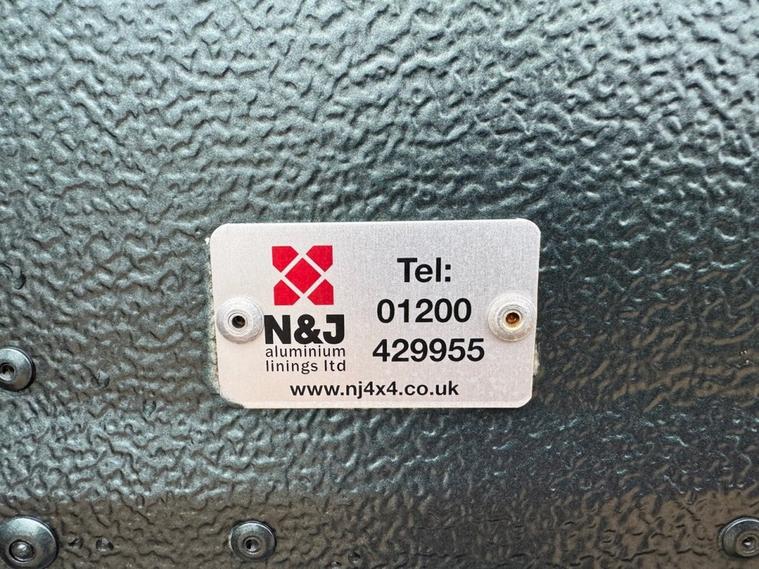 N&J
aluminium
linings ltd
Tel:
01200
429955
www.nj4x4.co.uk